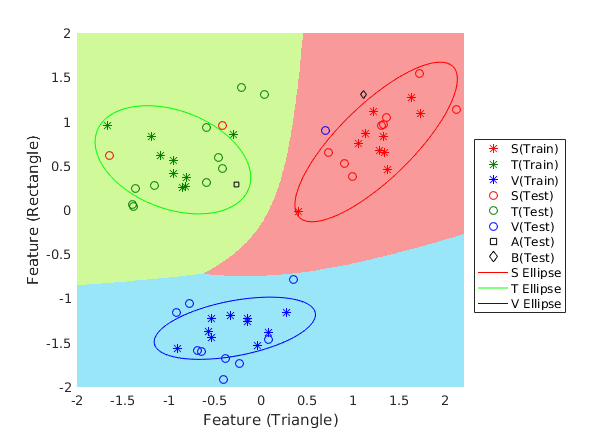 2
1.5
1
0.5
0
-0.5
-1
-1.5
-2
-2 -1.5 -1 -0.5 0 0.5 1 1.5 2
Feature (Rectangle)
Feature (Triangle)
S(Train)
T(Train)
V(Train)
S(Test)
T(Test)
V(Test)
A(Test)
B(Test)
S Ellipse
T Ellipse
V Ellipse